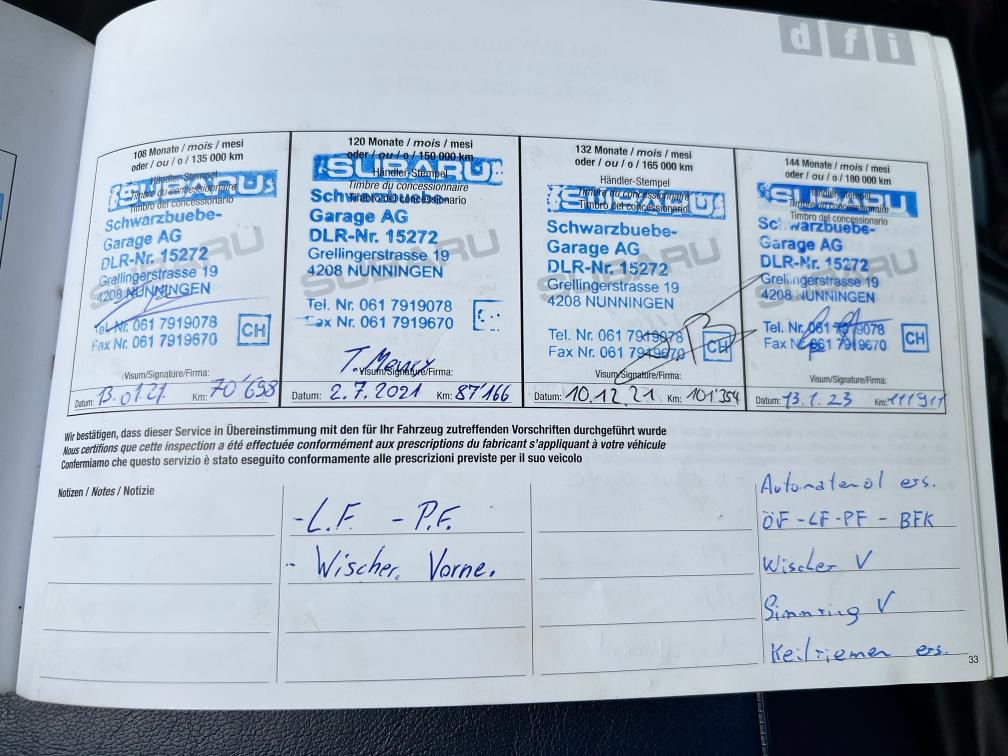 d f i
108 Monate / mois / mesi
oder / ou / o / 135 000 km
SUBARU
Händler-Stempel
Timbre du concessionnaire
Timbro del concessionario
Schwarzbuebe-
Garage AG
DLR-Nr. 15272
Grellingerstrasse 19
4208 NUNNINGEN
SUBARU
Tel. Nr. 061 7919078
Fax Nr. 061 7919670
CH
Visum/Signature/Firma:
Datum: 13.01.21 Km: 70'698
120 Monate / mois / mesi
oder / ou / o / 150 000 km
SUBARU
Händler-Stempel
Timbre du concessionnaire
Timbro del concessionario
Schwarzbuebe-
Garage AG
DLR-Nr. 15272
Grellingerstrasse 19
4208 NUNNINGEN
SUBARU
Tel. Nr. 061 7919078
Fax Nr. 061 7919670
Visum/Signature/Firma:
Datum: 2.7.2021 Km: 87'166
132 Monate / mois / mesi
oder / ou / o / 165 000 km
SUBARU
Händler-Stempel
Timbre du concessionnaire
Timbro del concessionario
Schwarzbuebe-
Garage AG
DLR-Nr. 15272
Grellingerstrasse 19
4208 NUNNINGEN
SUBARU
Tel. Nr. 061 7919078
Fax Nr. 061 7919670
CH
Visum/Signature/Firma:
Datum: 10.12.21 Km: 101'354
144 Monate / mois / mesi
oder / ou / o / 180 000 km
SUBARU
Händler-Stempel
Timbre du concessionnaire
Timbro del concessionario
Schwarzbuebe-
Garage AG
DLR-Nr. 15272
Grellingerstrasse 19
4208 NUNNINGEN
SUBARU
Tel. Nr. 061 7919078
Fax Nr. 061 7919670
CH
Visum/Signature/Firma:
Datum: 13.1.23 Km: 111911
Wir bestätigen, dass dieser Service in Übereinstimmung mit den für Ihr Fahrzeug zutreffenden Vorschriften durchgeführt wurde
Nous certifions que cette inspection a été effectuée conformément aux prescriptions du fabricant s'appliquant à votre véhicule
Confermiamo che questo servizio è stato eseguito conformamente alle prescrizioni previste per il suo veicolo
Notizen / Notes / Notizie
- L.F. - P.F.
- Wischer. Vorne.
Automatenöl ers.
ÖF - LF - PF - BFK
Wischer V
Simmring V
Keilriemen ers.
33